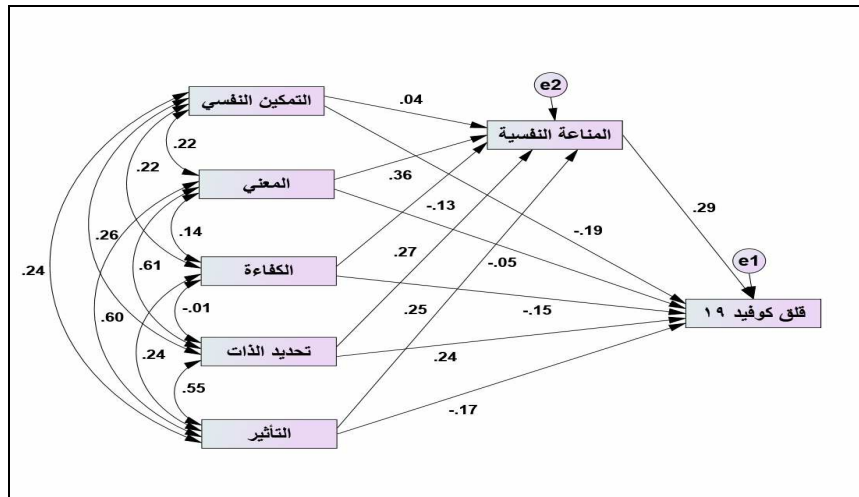 التمكين النفسي
المعني
الكفاءة
تحديد الذات
التأثير
e2
المناعة النفسية
e1
قلق كوفيد ١٩
.04
.36
-.13
.27
.25
-.05
-.19
-.15
.24
-.17
.29
.22
.22
.14
.26
.61
-.01
.24
.60
.24
.55